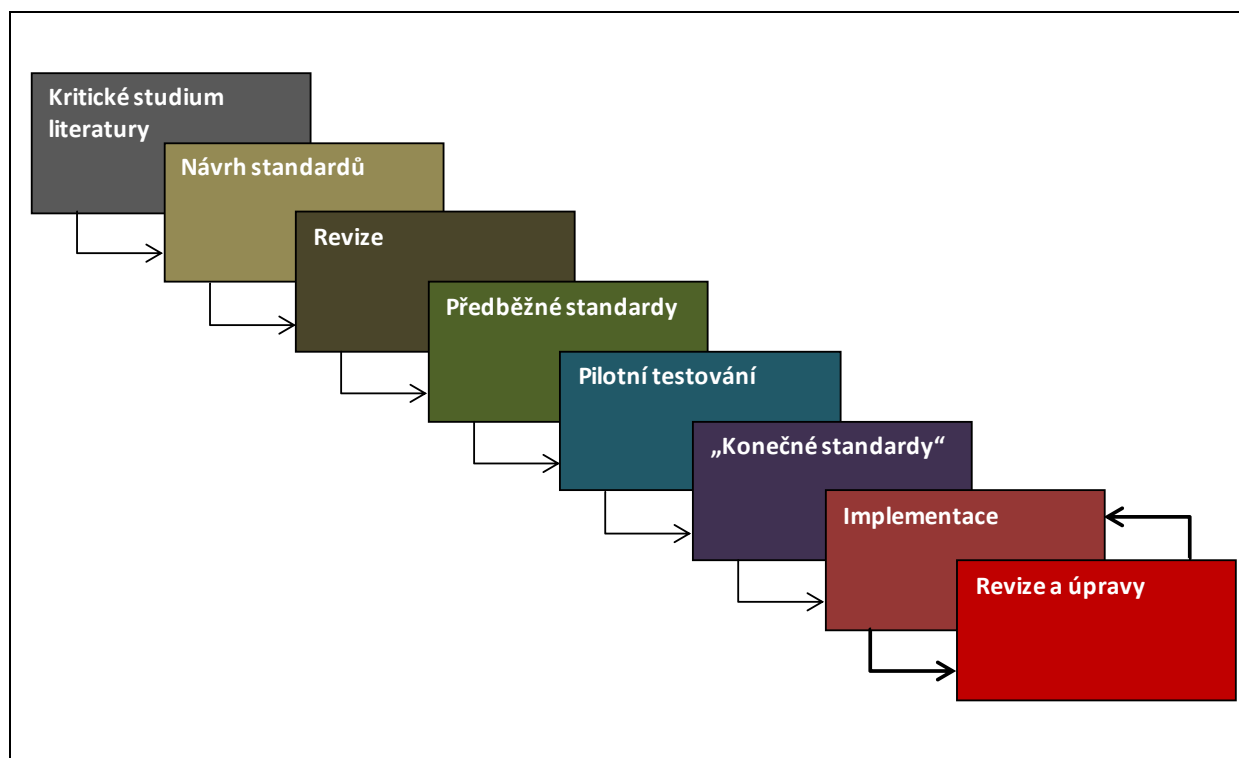 Kritické studium
literatury
Návrh standardů
Revize
Předběžné standardy
Pilotní testování
„Konečné standardy“
Implementace
Revize a úpravy